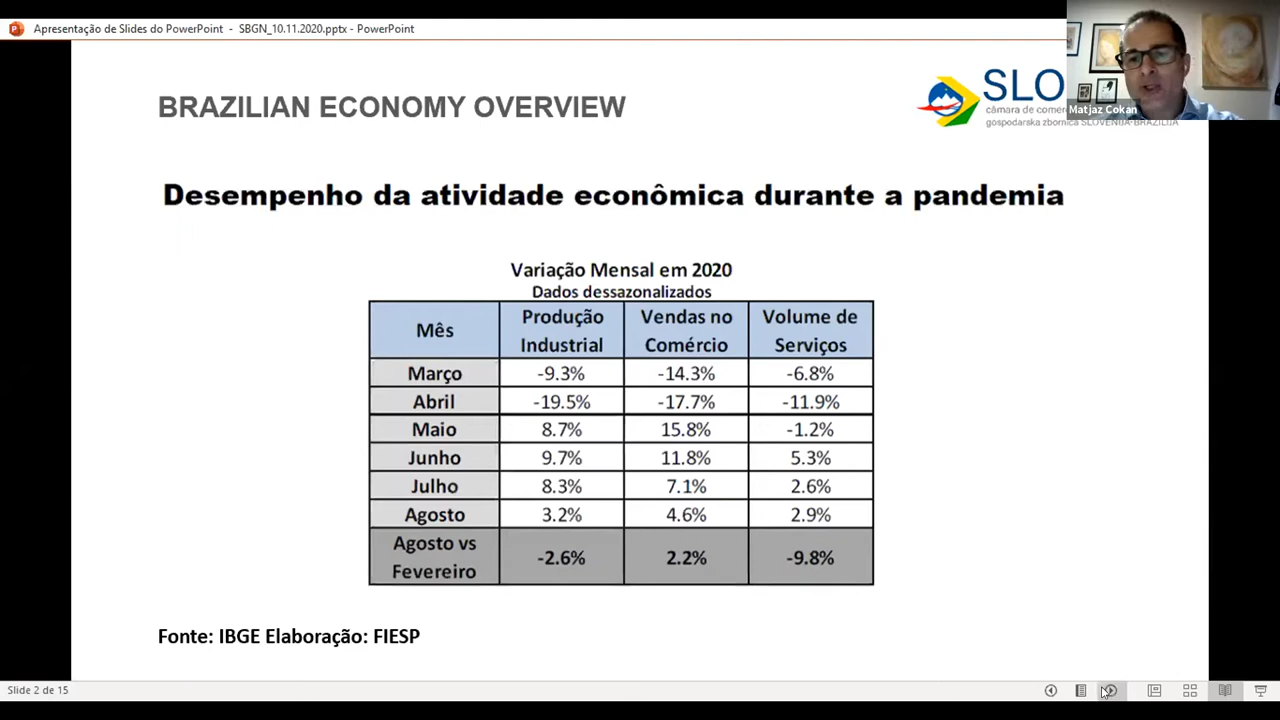 Apresentação de Slides do PowerPoint - SBGN_10.11.2020.pptx - PowerPoint
BRAZILIAN ECONOMY OVERVIEW
SLO
câmara de comér
gospodarska zbornica SLOVENIJA-BRAZILIJA
Matjaz Cokan
Desempenho da atividade econômica durante a pandemia
Variação Mensal em 2020
Dados dessazonalizados
Mês Produção Industrial Vendas no Comércio Volume de Serviços
Março -9.3% -14.3% -6.8%
Abril -19.5% -17.7% -11.9%
Maio 8.7% 15.8% -1.2%
Junho 9.7% 11.8% 5.3%
Julho 8.3% 7.1% 2.6%
Agosto 3.2% 4.6% 2.9%
Agosto vs Fevereiro -2.6% 2.2% -9.8%
Fonte: IBGE Elaboração: FIESP
Slide 2 de 15